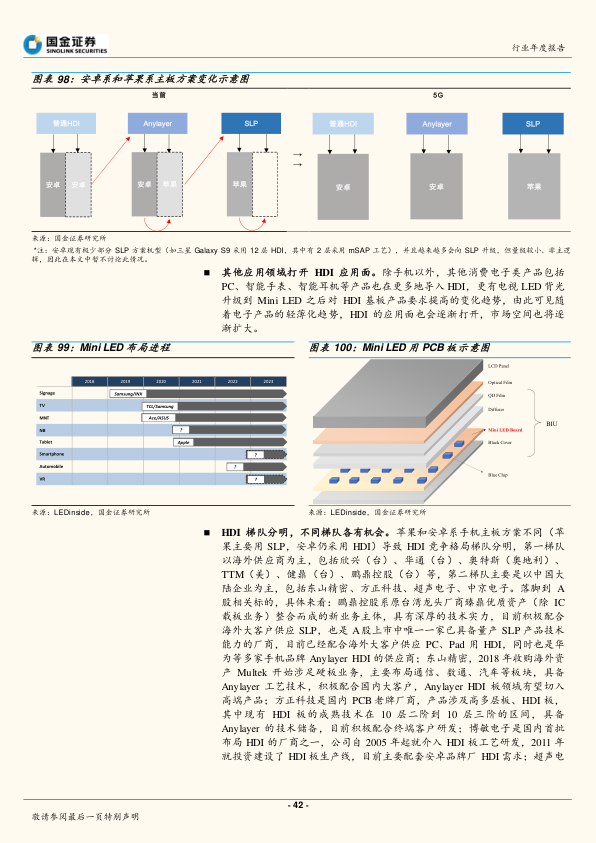 国金证券
SINOLINK SECURITIES
行业年度报告
图表 98：安卓系和苹果系主板方案变化示意图
当前
5G
普通HDI
Anylayer
SLP
普通HDI
Anylayer
SLP
安卓
安卓
安卓
苹果
苹果
→
→
安卓
安卓
苹果
来源：国金证券研究所
*注：安卓现有极少部分 SLP 方案机型（如三星 Galaxy S9 采用 12 层 HDI，其中有 2 层采用 mSAP 工艺），并且越来越多会向 SLP 升级，但量级较小、非主逻
辑，因此在本文中暂不讨论此情况。
■ 其他应用领域打开 HDI 应用面。除手机以外，其他消费电子类产品包括
PC、智能手表、智能耳机等产品也在更多地导入 HDI，更有电视 LED 背光
升级到 Mini LED 之后对 HDI 基板产品要求提高的变化趋势，由此可见随
着电子产品的轻薄化趋势，HDI 的应用面也会逐渐打开，市场空间也将逐
渐扩大。
图表 99：Mini LED 布局进程
图表 100：Mini LED 用 PCB 板示意图
2018
2019
2020
2021
2022
2023
Signage
Samsung/INX
TV
TCL/Samsung
MNT
Ace/ASUS
NB
?
Tablet
Apple
Smartphone
?
Automobile
?
VR
?
LCD Panel
Optical Film
QD Film
Diffuser
Mini LED Board
Black Cover
Blue Chip
BIU
来源：LEDinside，国金证券研究所
来源：LEDinside，国金证券研究所
■ HDI 梯队分明，不同梯队各有机会。苹果和安卓系手机主板方案不同（苹
果主要用 SLP，安卓仍采用 HDI）导致 HDI 竞争格局梯队分明，第一梯队
以海外供应商为主，包括欣兴（台）、华通（台）、奥特斯（奥地利）、
TTM（美）、健鼎（台）、鹏鼎控股（台）等，第二梯队主要是以中国大
陆企业为主，包括东山精密、方正科技、超声电子、中京电子。落脚到 A
股相关标的，具体来看：鹏鼎控股系原台湾龙头厂商臻鼎优质资产（除 IC
载板业务）整合而成的新业务主体，具有深厚的技术实力，目前积极配合
海外大客户供应 SLP，也是 A 股上市中唯一一家已具备量产 SLP 产品技术
能力的厂商，目前已经配合海外大客户供应 PC、Pad 用 HDI，同时也是华
为等多家手机品牌 Anylayer HDI 的供应商；东山精密，2018 年收购海外资
产 Multek 开始涉足硬板业务，主要布局通信、数通、汽车等板块，具备
Anylayer 工艺技术，积极配合国内大客户，Anylayer HDI 板领域有望切入
高端产品；方正科技是国内 PCB 老牌厂商，产品涉及高多层板、HDI 板，
其中现有 HDI 板的成熟技术在 10 层二阶到 10 层三阶的区间，具备
Anylayer 的技术储备，目前积极配合终端客户研发；博敏电子是国内首批
布局 HDI 的厂商之一，公司自 2005 年起就介入 HDI 板工艺研发，2011 年
就投资建设了 HDI 板生产线，目前主要配套安卓品牌厂 HDI 需求；超声电
- 42 -
敬请参阅最后一页特别声明